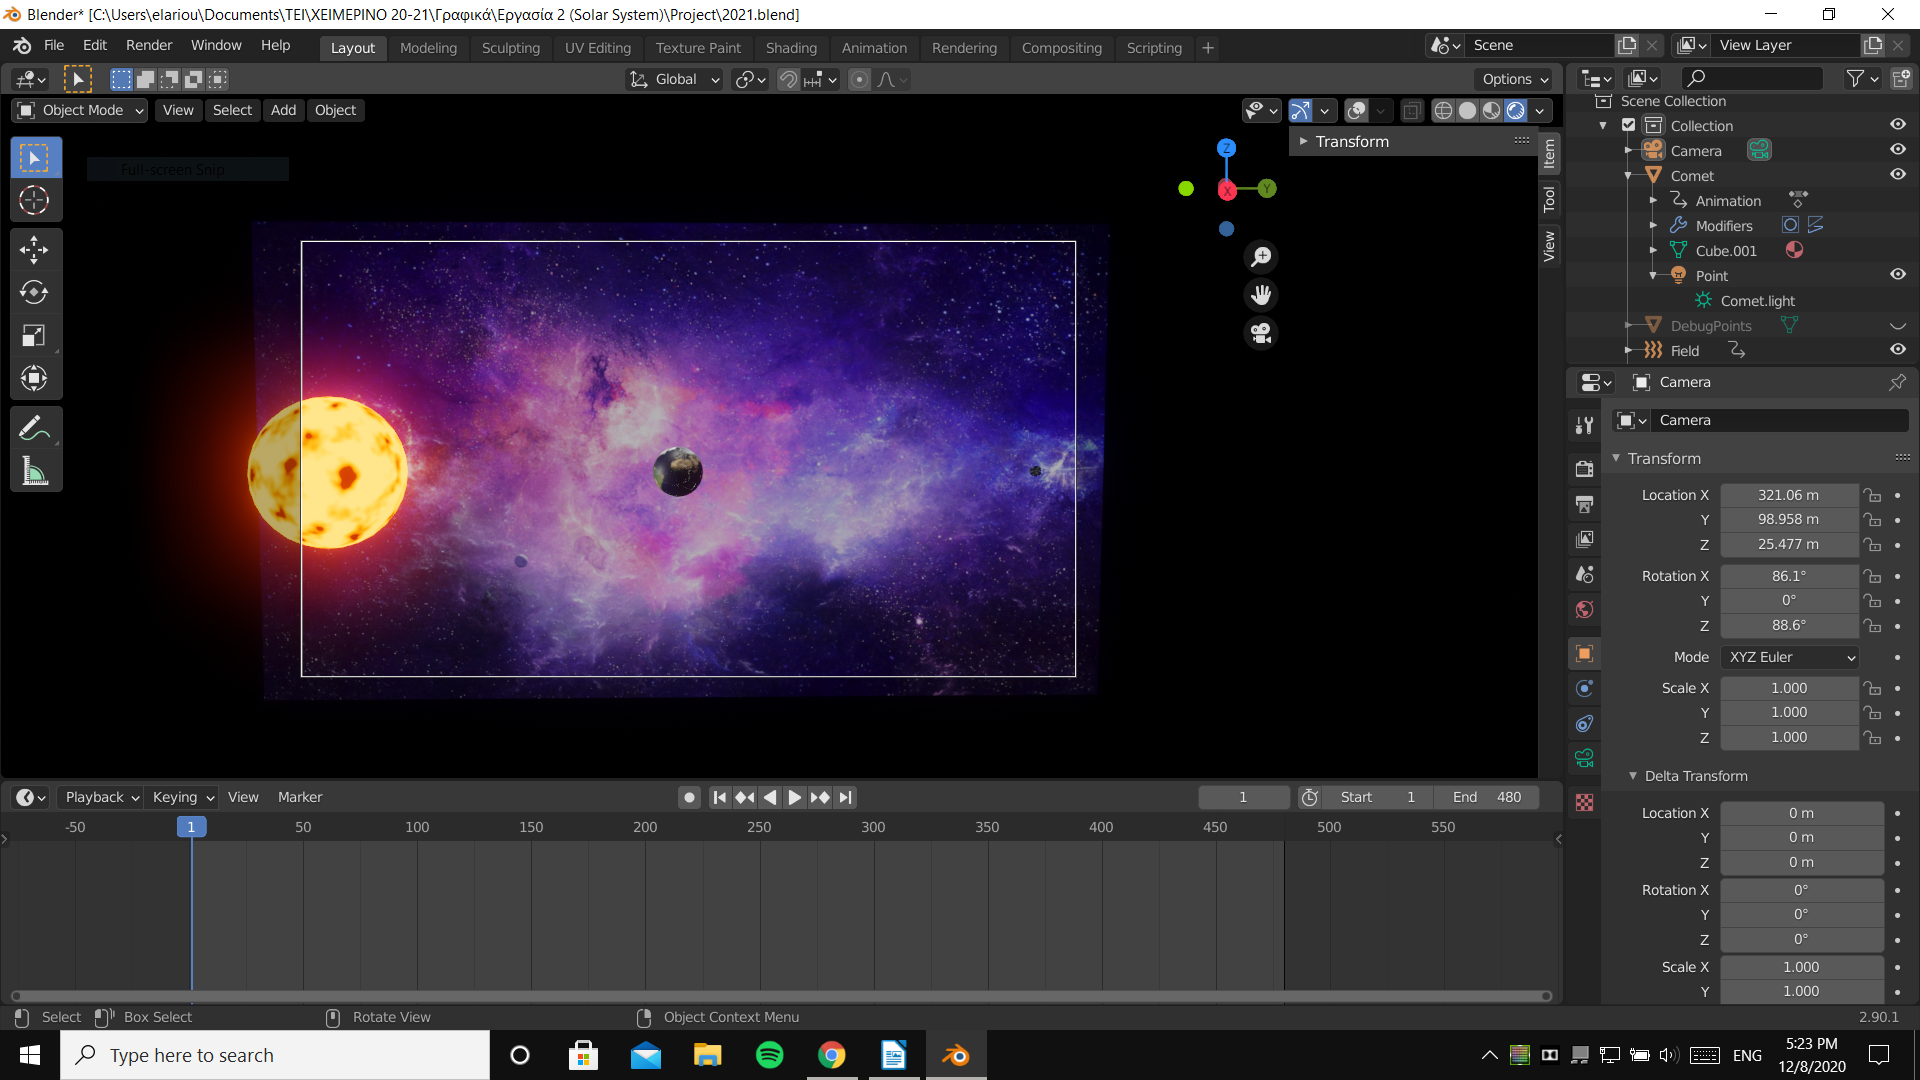 Blender* [C:\Users\elariou\Documents\TEI\ΧΕΙΜΕΡΙΝΟ 20-21\Γραφικά\Εργασία 2 (Solar System)\Project\2021.blend]
File Edit Render Window Help Layout Modeling Sculpting UV Editing Texture Paint Shading Animation Rendering Compositing Scripting + Scene View Layer
Global Options
Object Mode View Select Add Object
Full-screen Snip
Transform
Item
Tool
View
Z
X
Y
Scene Collection
Collection
Camera
Comet
Animation
Modifiers
Cube.001
Point
Comet.light
DebugPoints
Field
Camera
Camera
Transform
Location X 321.06 m
Y 98.958 m
Z 25.477 m
Rotation X 86.1°
Y 0°
Z 88.6°
Mode XYZ Euler
Scale X 1.000
Y 1.000
Z 1.000
Delta Transform
Location X 0 m
Y 0 m
Z 0 m
Rotation X 0°
Y 0°
Z 0°
Scale X 1.000
Y 1.000
Playback Keying View Marker 1 Start 1 End 480
-50 1 50 100 150 200 250 300 350 400 450 500 550
Select Box Select Rotate View Object Context Menu 2.90.1
Type here to search ENG 5:23 PM
12/8/2020